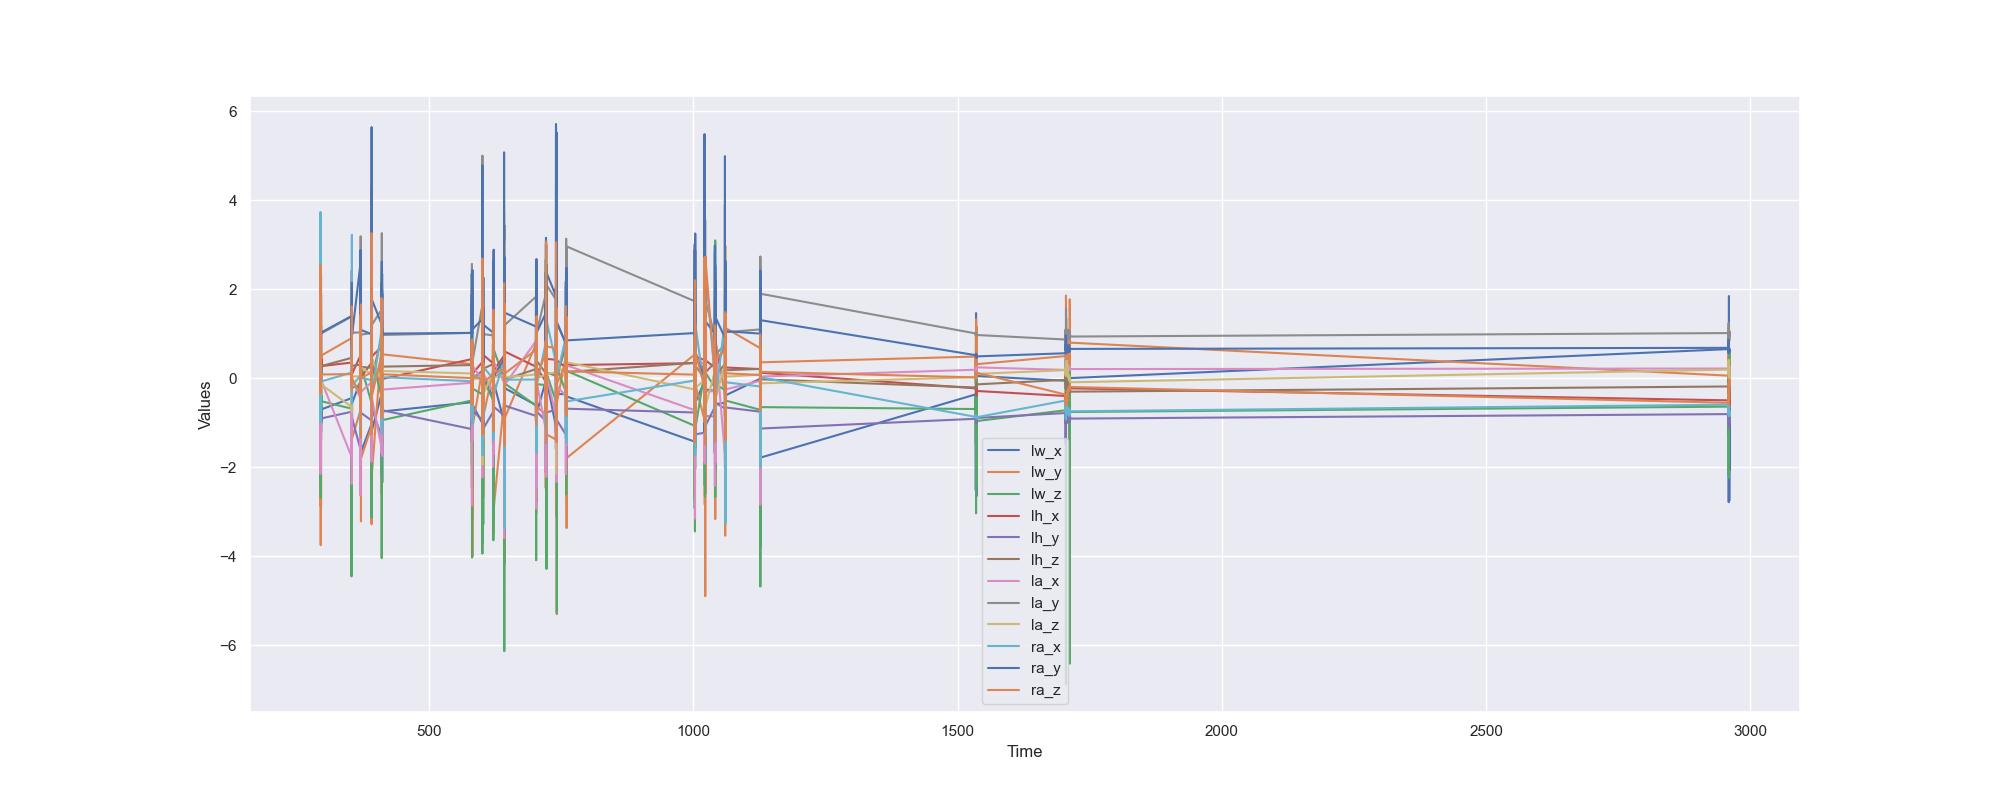 6
4
2
0
−2
−4
−6
Values
500
1000
1500
2000
2500
3000
Time
lw_x
lw_y
lw_z
lh_x
lh_y
lh_z
la_x
la_y
la_z
ra_x
ra_y
ra_z